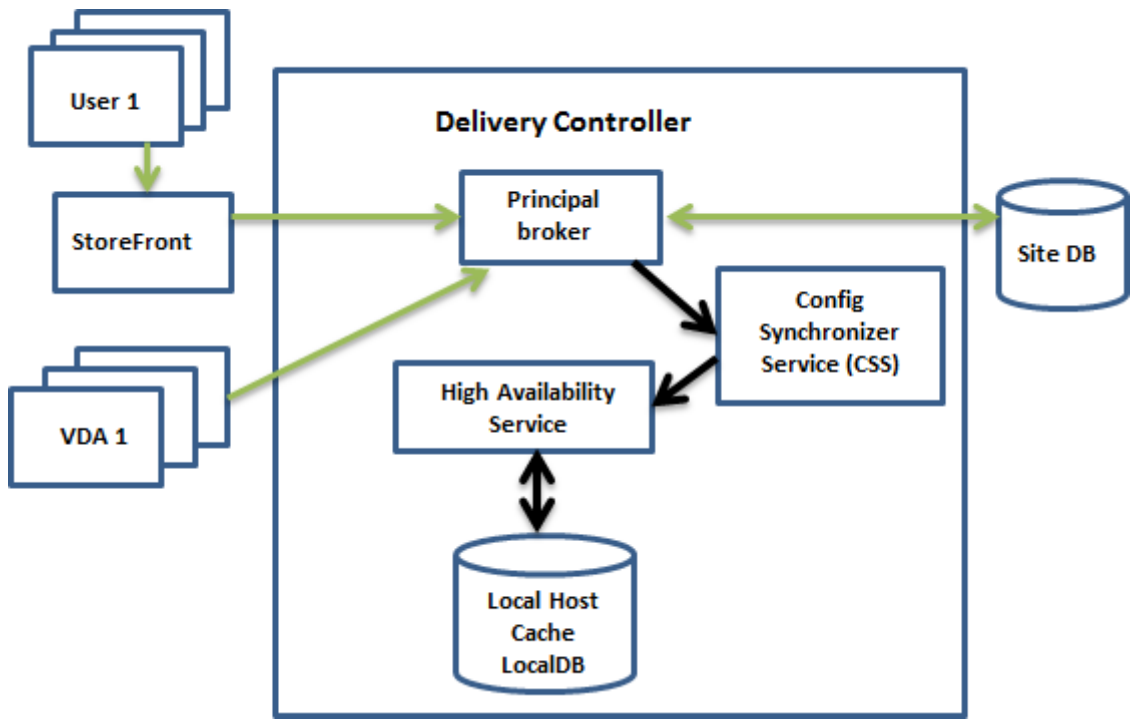 User 1
Delivery Controller
Principal
broker
StoreFront
Site DB
Config
Synchronizer
Service (CSS)
High Availability
Service
VDA 1
Local Host
Cache
LocalDB